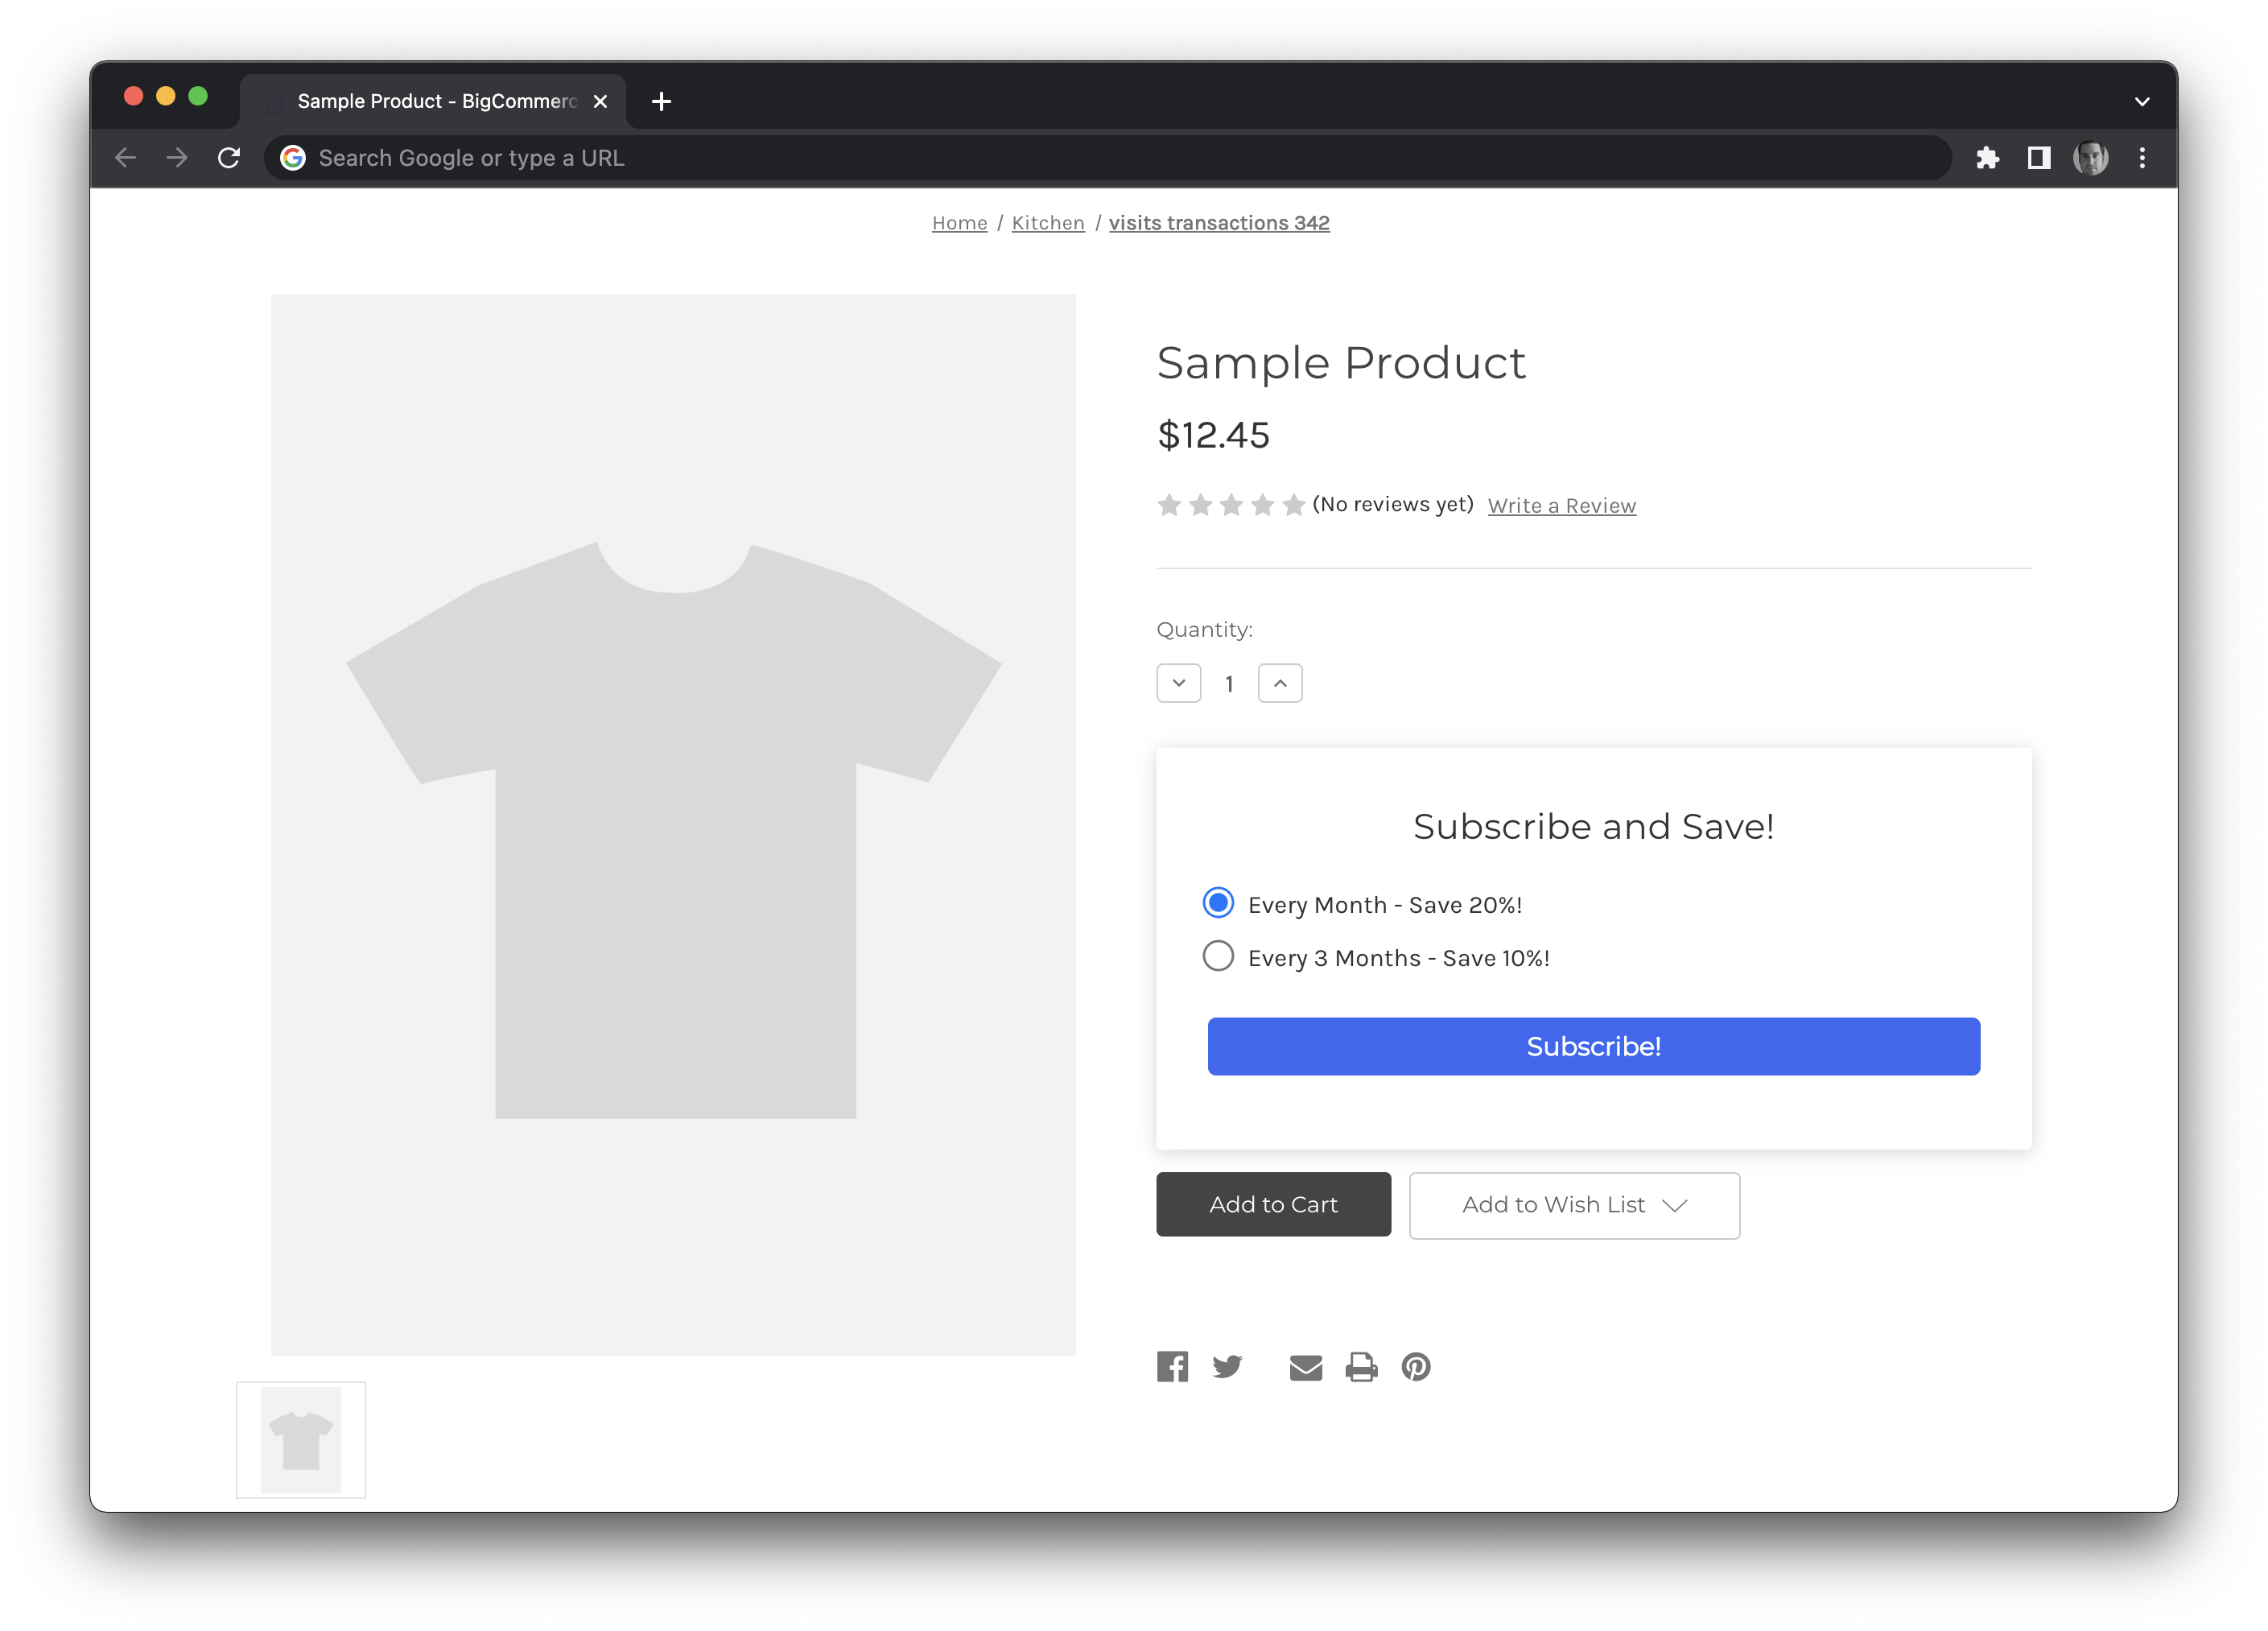 Sample Product - BigCommerc
Search Google or type a URL
Home / Kitchen / visits transactions 342
Sample Product
$12.45
(No reviews yet) Write a Review
Quantity:
1
Subscribe and Save!
Every Month - Save 20%!
Every 3 Months - Save 10%!
Subscribe!
Add to Cart
Add to Wish List